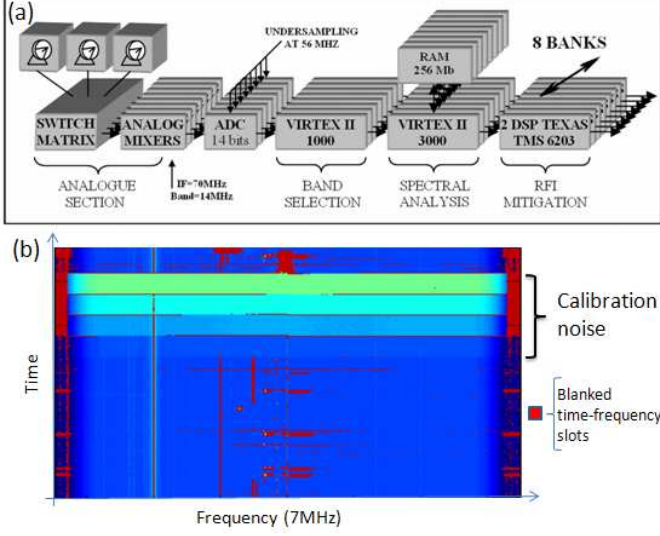 (a)
UNDERSAMPLING
AT 56 MHZ
RAM
256 Mb
8 BANKS
SWITCH
MATRIX
ANALOG
MIXERS
ADC
14 bits
VIRTEX II
1000
VIRTEX II
3000
2 DSP TEXAS
TMS 6203
ANALOGUE
SECTION
IF=70MHz
Band=14MHz
BAND
SELECTION
SPECTRAL
ANALYSIS
RFI
MITIGATION
(b)
Time
Calibration
noise
Blanked
time-frequency
slots
Frequency (7MHz)